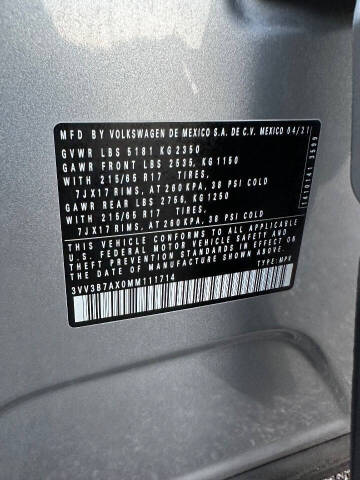 MFD BY VOLKSWAGEN DE MEXICO S.A. DE C.V. MEXICO 04/21
GVWR LBS 5181 KG 2350
GAWR FRONT LBS 2535, KG 1150
WITH 215/65 R17 TIRES,
7JX17 RIMS, AT 260 KPA, 38 PSI COLD
GAWR REAR LBS 2756, KG 1250
WITH 215/65 R17 TIRES,
7JX17 RIMS, AT 260 KPA, 38 PSI COLD
THIS VEHICLE CONFORMS TO ALL APPLICABLE
U.S. FEDERAL MOTOR VEHICLE SAFETY AND
THEFT PREVENTION STANDARDS IN EFFECT ON
THE DATE OF MANUFACTURE SHOWN ABOVE.
3VV3B7AX0MM111714
TYPE: MPV
1410741 3599